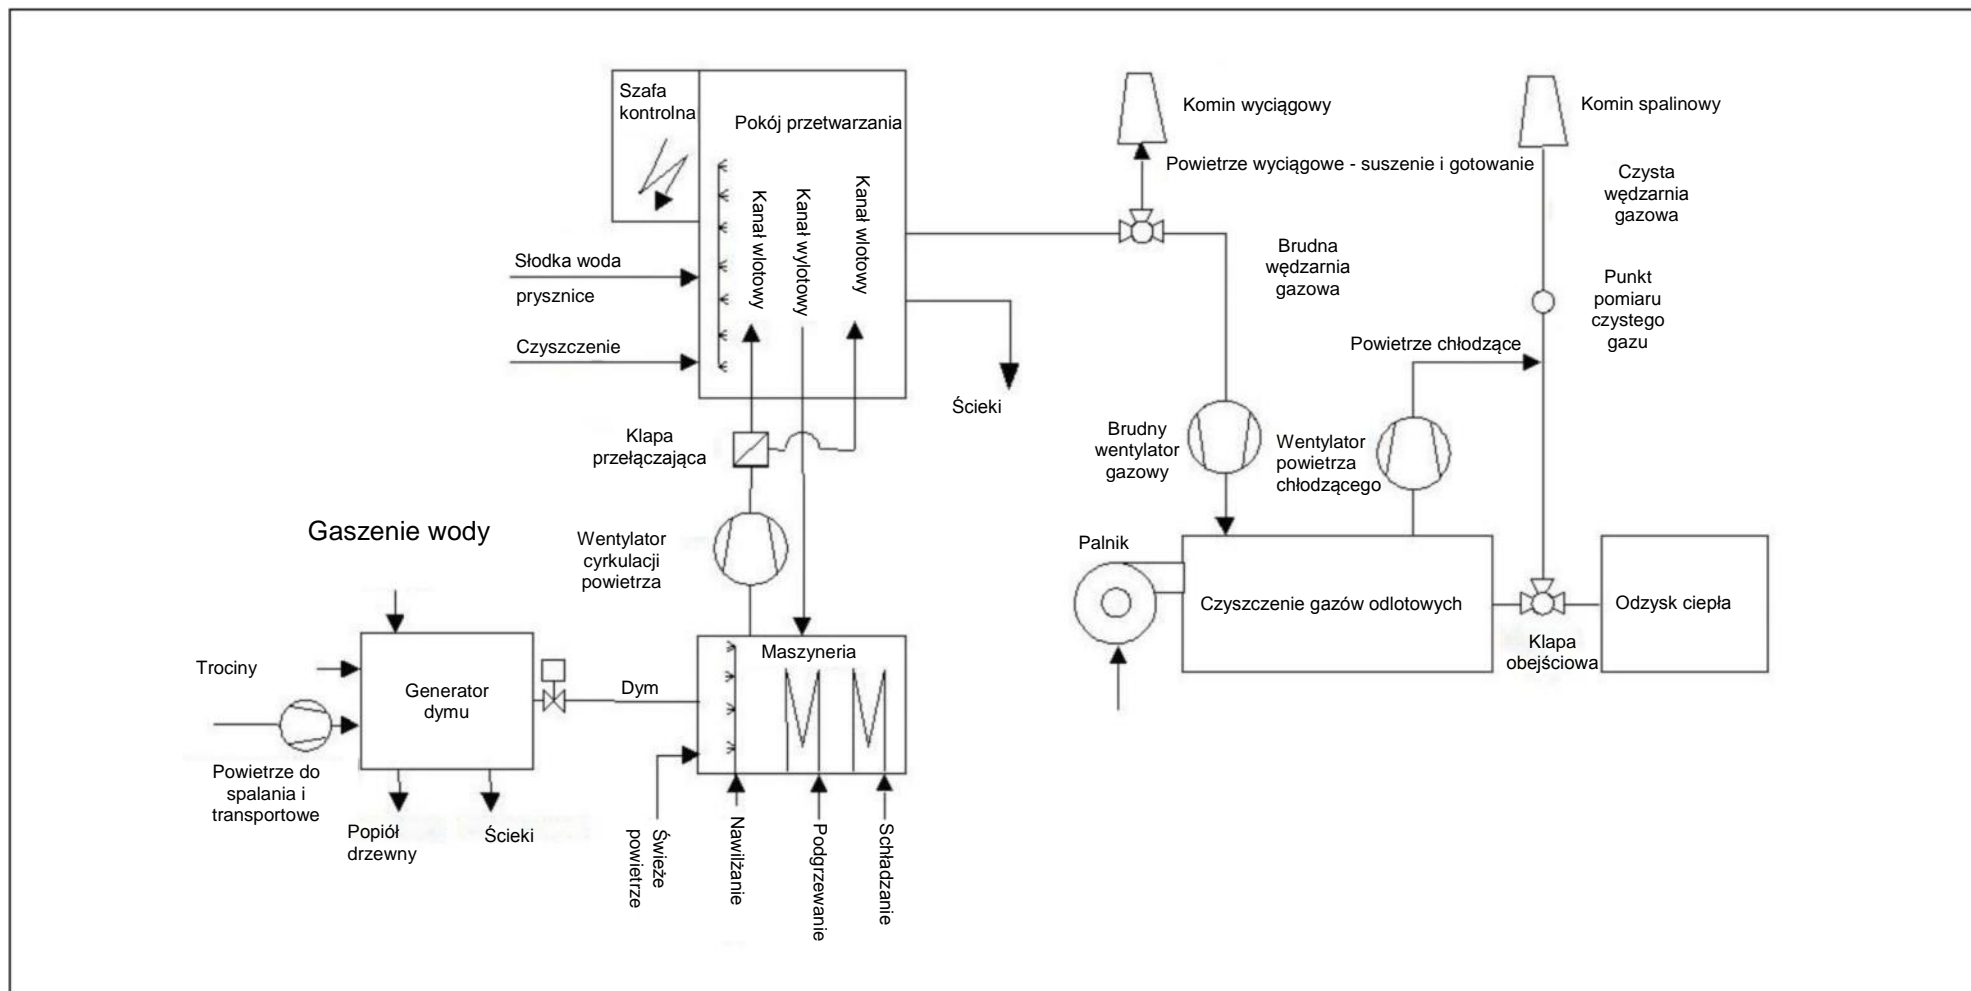 Szafa
kontrolna
Pokój przetwarzania
Kanał wlotowy
Kanał wylotowy
Kanał wlotowy
Słodka woda
prysznice
Czyszczenie
Ścieki
Klapa
przełączająca
Wentylator
cyrkulacji
powietrza
Gaszenie wody
Trociny
Generator
dymu
Dym
Powietrze do
spalania i
transportowe
Popiół
drzewny
Ścieki
Maszyneria
Świeże
powietrze
Nawilżanie
Podgrzewanie
Schładzanie
Komin wyciągowy
Powietrze wyciągowe - suszenie i gotowanie
Brudna
wędzarnia
gazowa
Brudny
wentylator
gazowy
Wentylator
powietrza
chłodzącego
Powietrze chłodzące
Komin spalinowy
Czysta
wędzarnia
gazowa
Punkt
pomiaru
czystego
gazu
Palnik
Czyszczenie gazów odlotowych
Klapa
obejściowa
Odzysk ciepła